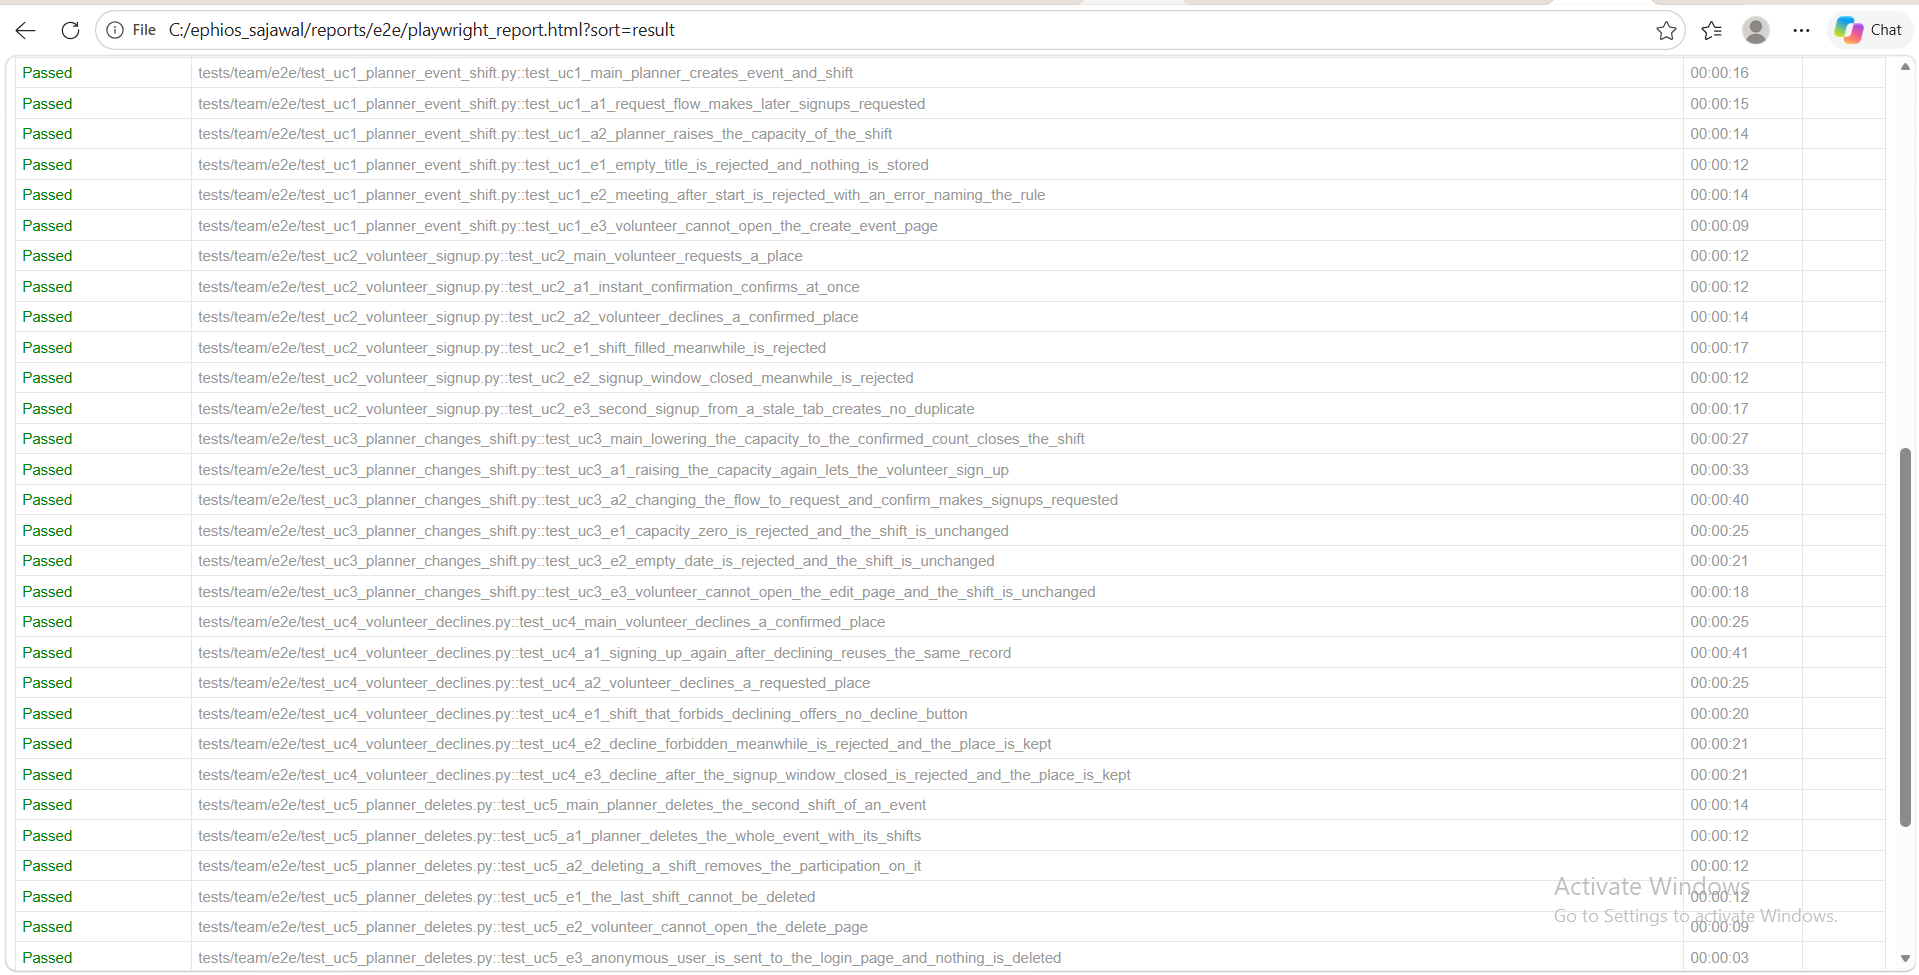 File C:/ephios_sajawal/reports/e2e/playwright_report.html?sort=result Chat
Passed tests/team/e2e/test_uc1_planner_event_shift.py::test_uc1_main_planner_creates_event_and_shift 00:00:16
Passed tests/team/e2e/test_uc1_planner_event_shift.py::test_uc1_a1_request_flow_makes_later_signups_requested 00:00:15
Passed tests/team/e2e/test_uc1_planner_event_shift.py::test_uc1_a2_planner_raises_the_capacity_of_the_shift 00:00:14
Passed tests/team/e2e/test_uc1_planner_event_shift.py::test_uc1_e1_empty_title_is_rejected_and_nothing_is_stored 00:00:12
Passed tests/team/e2e/test_uc1_planner_event_shift.py::test_uc1_e2_meeting_after_start_is_rejected_with_an_error_naming_the_rule 00:00:14
Passed tests/team/e2e/test_uc1_planner_event_shift.py::test_uc1_e3_volunteer_cannot_open_the_create_event_page 00:00:09
Passed tests/team/e2e/test_uc2_volunteer_signup.py::test_uc2_main_volunteer_requests_a_place 00:00:12
Passed tests/team/e2e/test_uc2_volunteer_signup.py::test_uc2_a1_instant_confirmation_confirms_at_once 00:00:12
Passed tests/team/e2e/test_uc2_volunteer_signup.py::test_uc2_a2_volunteer_declines_a_confirmed_place 00:00:14
Passed tests/team/e2e/test_uc2_volunteer_signup.py::test_uc2_e1_shift_filled_meanwhile_is_rejected 00:00:17
Passed tests/team/e2e/test_uc2_volunteer_signup.py::test_uc2_e2_signup_window_closed_meanwhile_is_rejected 00:00:12
Passed tests/team/e2e/test_uc2_volunteer_signup.py::test_uc2_e3_second_signup_from_a_stale_tab_creates_no_duplicate 00:00:17
Passed tests/team/e2e/test_uc3_planner_changes_shift.py::test_uc3_main_lowering_the_capacity_to_the_confirmed_count_closes_the_shift 00:00:27
Passed tests/team/e2e/test_uc3_planner_changes_shift.py::test_uc3_a1_raising_the_capacity_again_lets_the_volunteer_sign_up 00:00:33
Passed tests/team/e2e/test_uc3_planner_changes_shift.py::test_uc3_a2_changing_the_flow_to_request_and_confirm_makes_signups_requested 00:00:40
Passed tests/team/e2e/test_uc3_planner_changes_shift.py::test_uc3_e1_capacity_zero_is_rejected_and_the_shift_is_unchanged 00:00:25
Passed tests/team/e2e/test_uc3_planner_changes_shift.py::test_uc3_e2_empty_date_is_rejected_and_the_shift_is_unchanged 00:00:21
Passed tests/team/e2e/test_uc3_planner_changes_shift.py::test_uc3_e3_volunteer_cannot_open_the_edit_page_and_the_shift_is_unchanged 00:00:18
Passed tests/team/e2e/test_uc4_volunteer_declines.py::test_uc4_main_volunteer_declines_a_confirmed_place 00:00:25
Passed tests/team/e2e/test_uc4_volunteer_declines.py::test_uc4_a1_signing_up_again_after_declining_reuses_the_same_record 00:00:41
Passed tests/team/e2e/test_uc4_volunteer_declines.py::test_uc4_a2_volunteer_declines_a_requested_place 00:00:25
Passed tests/team/e2e/test_uc4_volunteer_declines.py::test_uc4_e1_shift_that_forbids_declining_offers_no_decline_button 00:00:20
Passed tests/team/e2e/test_uc4_volunteer_declines.py::test_uc4_e2_decline_forbidden_meanwhile_is_rejected_and_the_place_is_kept 00:00:21
Passed tests/team/e2e/test_uc4_volunteer_declines.py::test_uc4_e3_decline_after_the_signup_window_closed_is_rejected_and_the_place_is_kept 00:00:21
Passed tests/team/e2e/test_uc5_planner_deletes.py::test_uc5_main_planner_deletes_the_second_shift_of_an_event 00:00:14
Passed tests/team/e2e/test_uc5_planner_deletes.py::test_uc5_a1_planner_deletes_the_whole_event_with_its_shifts 00:00:12
Passed tests/team/e2e/test_uc5_planner_deletes.py::test_uc5_a2_deleting_a_shift_removes_the_participation_on_it 00:00:12
Passed tests/team/e2e/test_uc5_planner_deletes.py::test_uc5_e1_the_last_shift_cannot_be_deleted 00:00:12
Passed tests/team/e2e/test_uc5_planner_deletes.py::test_uc5_e2_volunteer_cannot_open_the_delete_page 00:00:09
Passed tests/team/e2e/test_uc5_planner_deletes.py::test_uc5_e3_anonymous_user_is_sent_to_the_login_page_and_nothing_is_deleted 00:00:03
Activate Windows
Go to Settings to activate Windows.